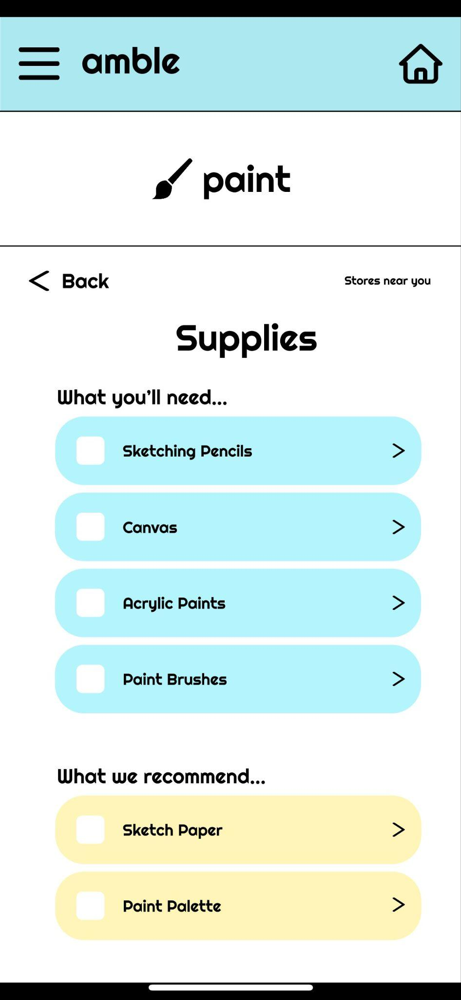 amble
paint
Back
Stores near you
Supplies
What you'll need...
Sketching Pencils
Canvas
Acrylic Paints
Paint Brushes
What we recommend...
Sketch Paper
Paint Palette